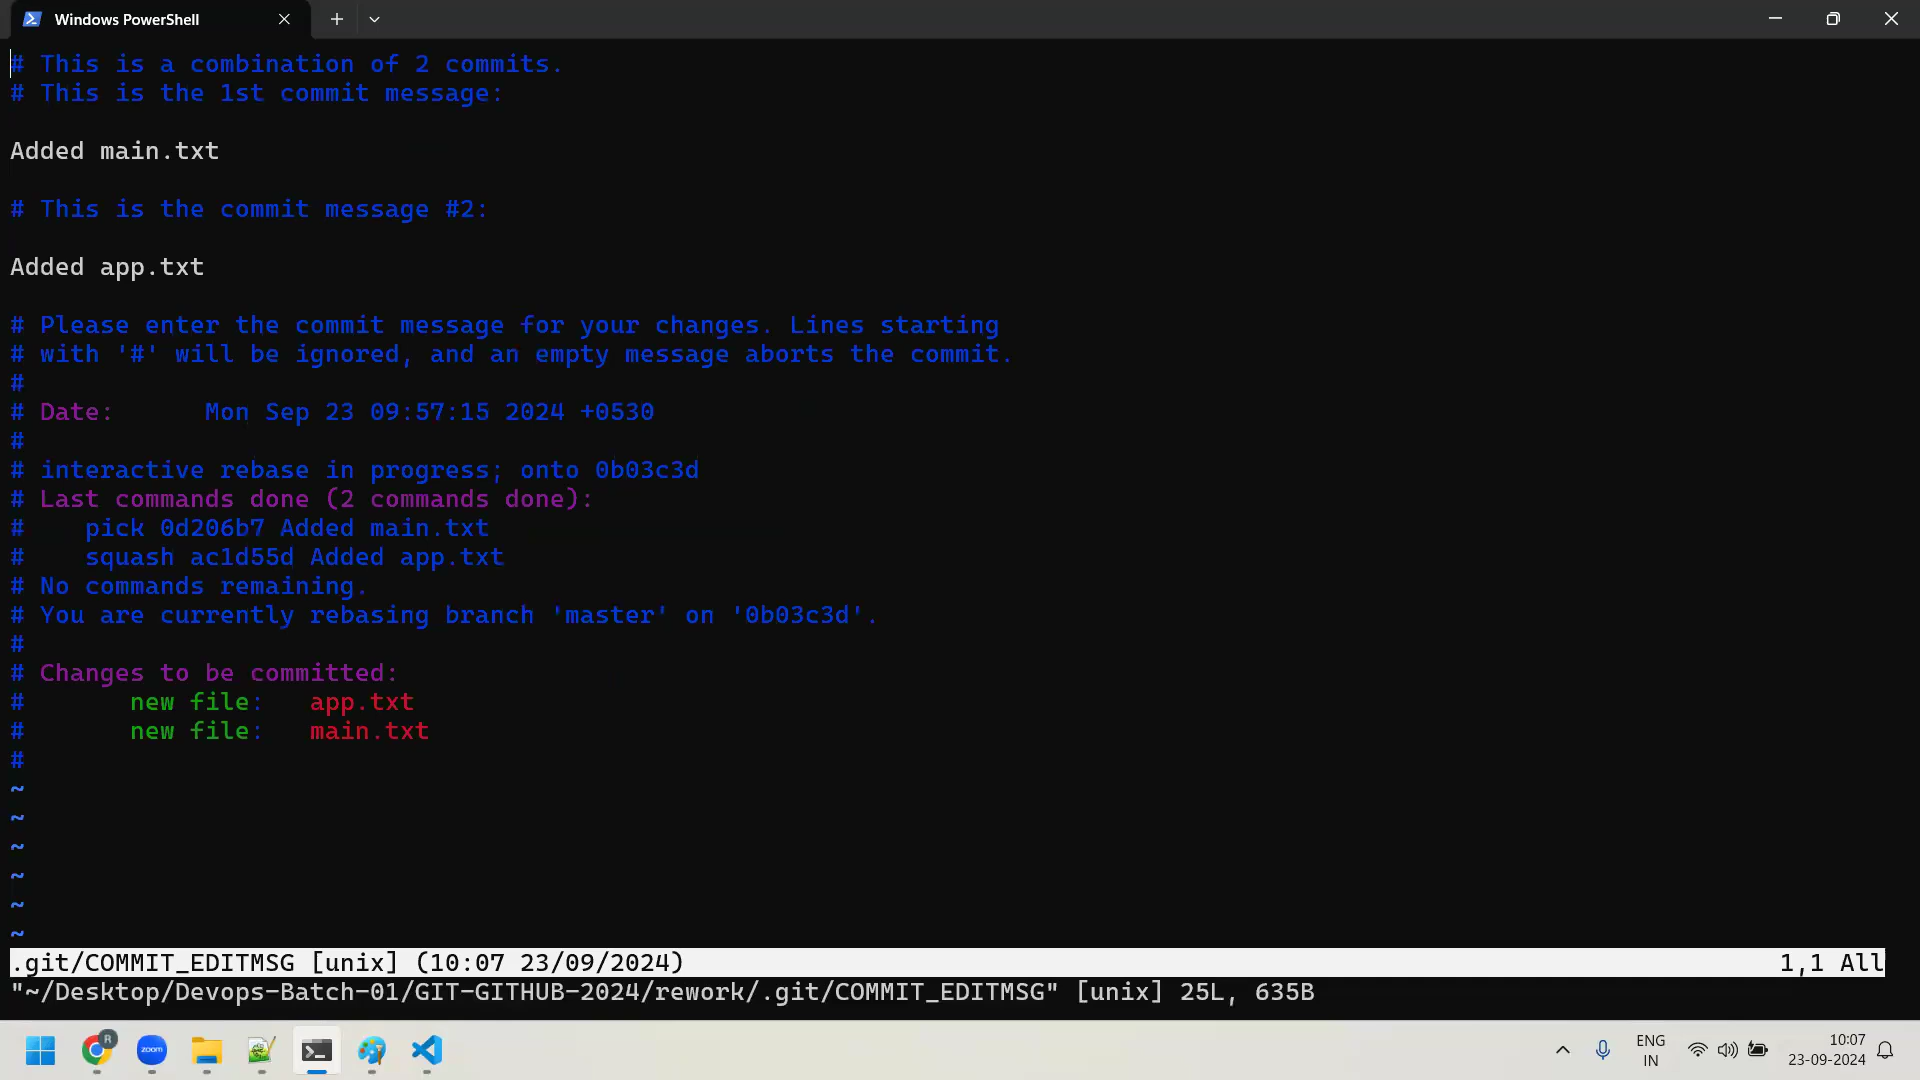 Windows PowerShell
# This is a combination of 2 commits.
# This is the 1st commit message:
Added main.txt
# This is the commit message #2:
Added app.txt
# Please enter the commit message for your changes. Lines starting
# with '#' will be ignored, and an empty message aborts the commit.
#
# Date:      Mon Sep 23 09:57:15 2024 +0530
#
# interactive rebase in progress; onto 0b03c3d
# Last commands done (2 commands done):
#    pick 0d206b7 Added main.txt
#    squash ac1d55d Added app.txt
# No commands remaining.
# You are currently rebasing branch 'master' on '0b03c3d'.
#
# Changes to be committed:
#       new file:   app.txt
#       new file:   main.txt
#
~
~
~
~
~
~
.git/COMMIT_EDITMSG [unix] (10:07 23/09/2024) 1,1 All
"~/Desktop/Devops-Batch-01/GIT-GITHUB-2024/rework/.git/COMMIT_EDITMSG" [unix] 25L, 635B
R
zoom
ENG
IN
10:07
23-09-2024